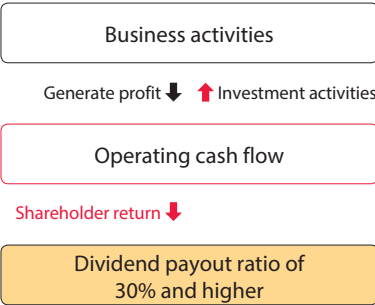 Business activities
Generate profit Investment activities
Operating cash flow
Shareholder return
Dividend payout ratio of
30% and higher